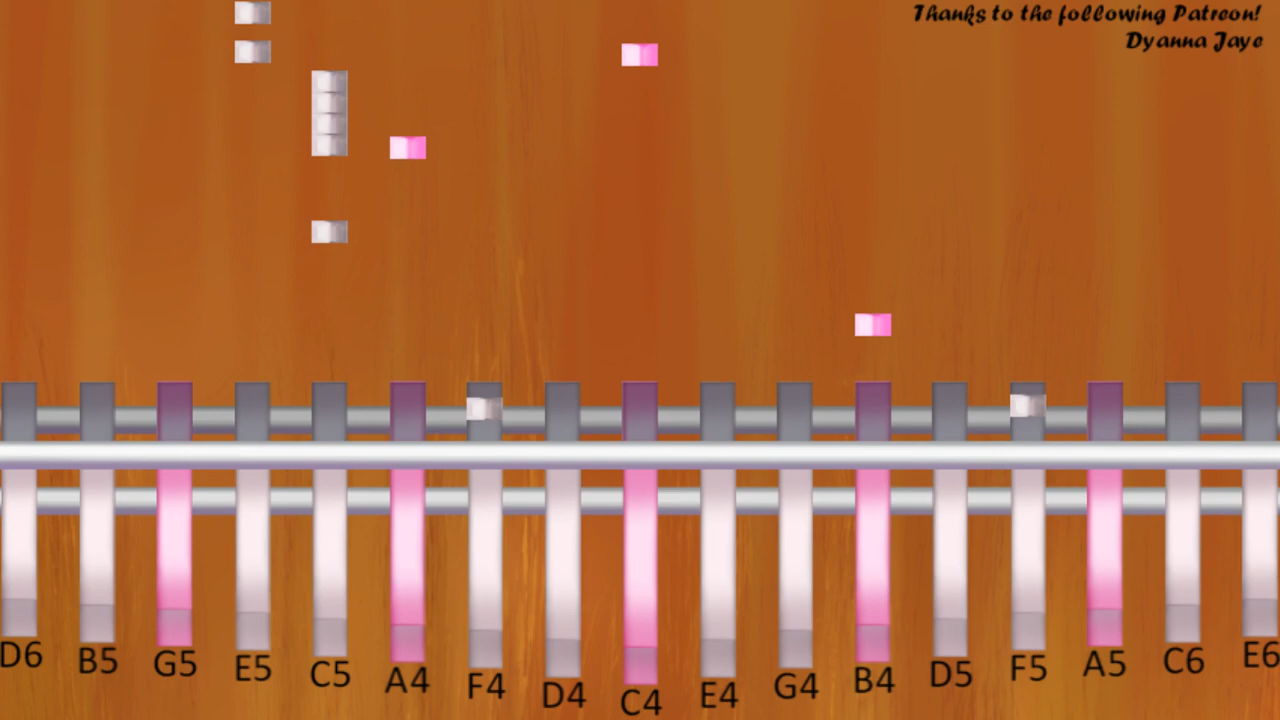 Thanks to the following Patreon!
Dyanna Jaye
D6 B5 G5 E5 C5 A4 F4 D4 C4 E4 G4 B4 D5 F5 A5 C6 E6